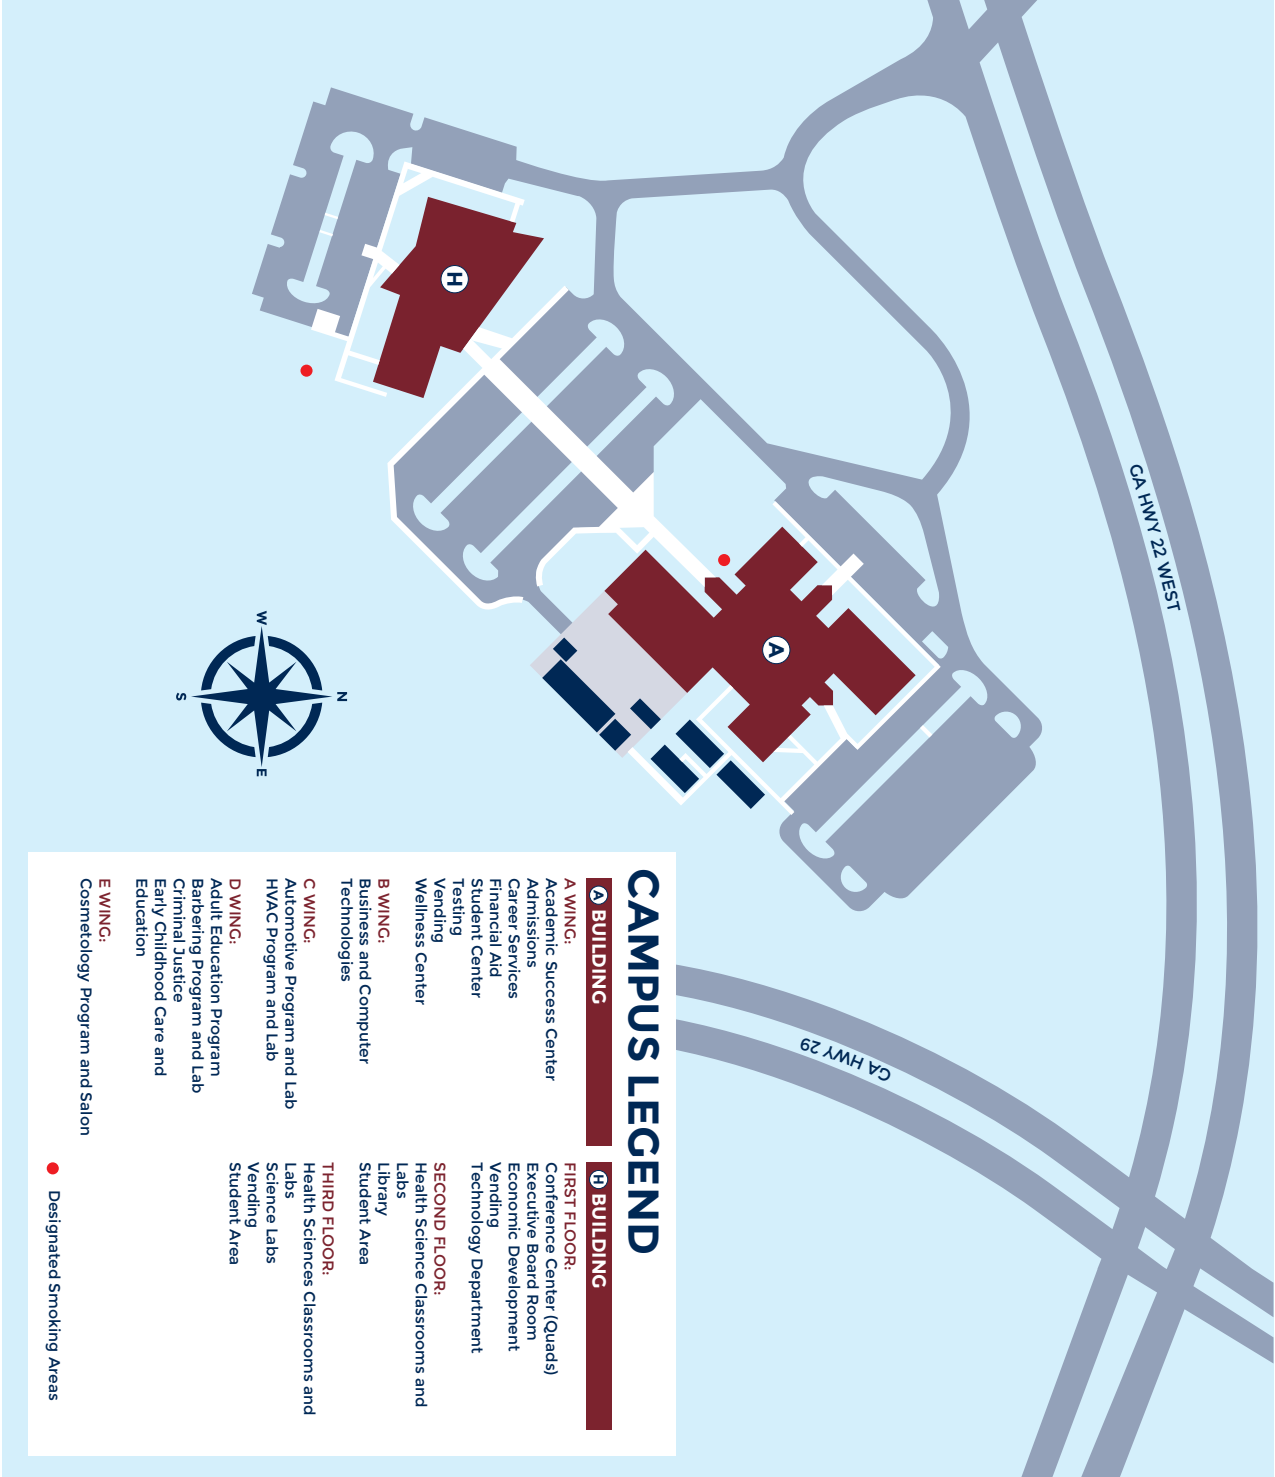 GA HWY 22 WEST
GA HWY 29
H
A
W
N
S
E
CAMPUS LEGEND
A BUILDING
A WING:
Academic Success Center
Admissions
Career Services
Financial Aid
Student Center
Testing
Vending
Wellness Center
B WING:
Business and Computer
Technologies
C WING:
Automotive Program and Lab
HVAC Program and Lab
D WING:
Adult Education Program
Barbering Program and Lab
Criminal Justice
Early Childhood Care and
Education
E WING:
Cosmetology Program and Salon
H BUILDING
FIRST FLOOR:
Conference Center (Quads)
Executive Board Room
Economic Development
Vending
Technology Department
SECOND FLOOR:
Health Science Classrooms and
Labs
Library
Student Area
THIRD FLOOR:
Health Sciences Classrooms and
Labs
Science Labs
Vending
Student Area
Designated Smoking Areas